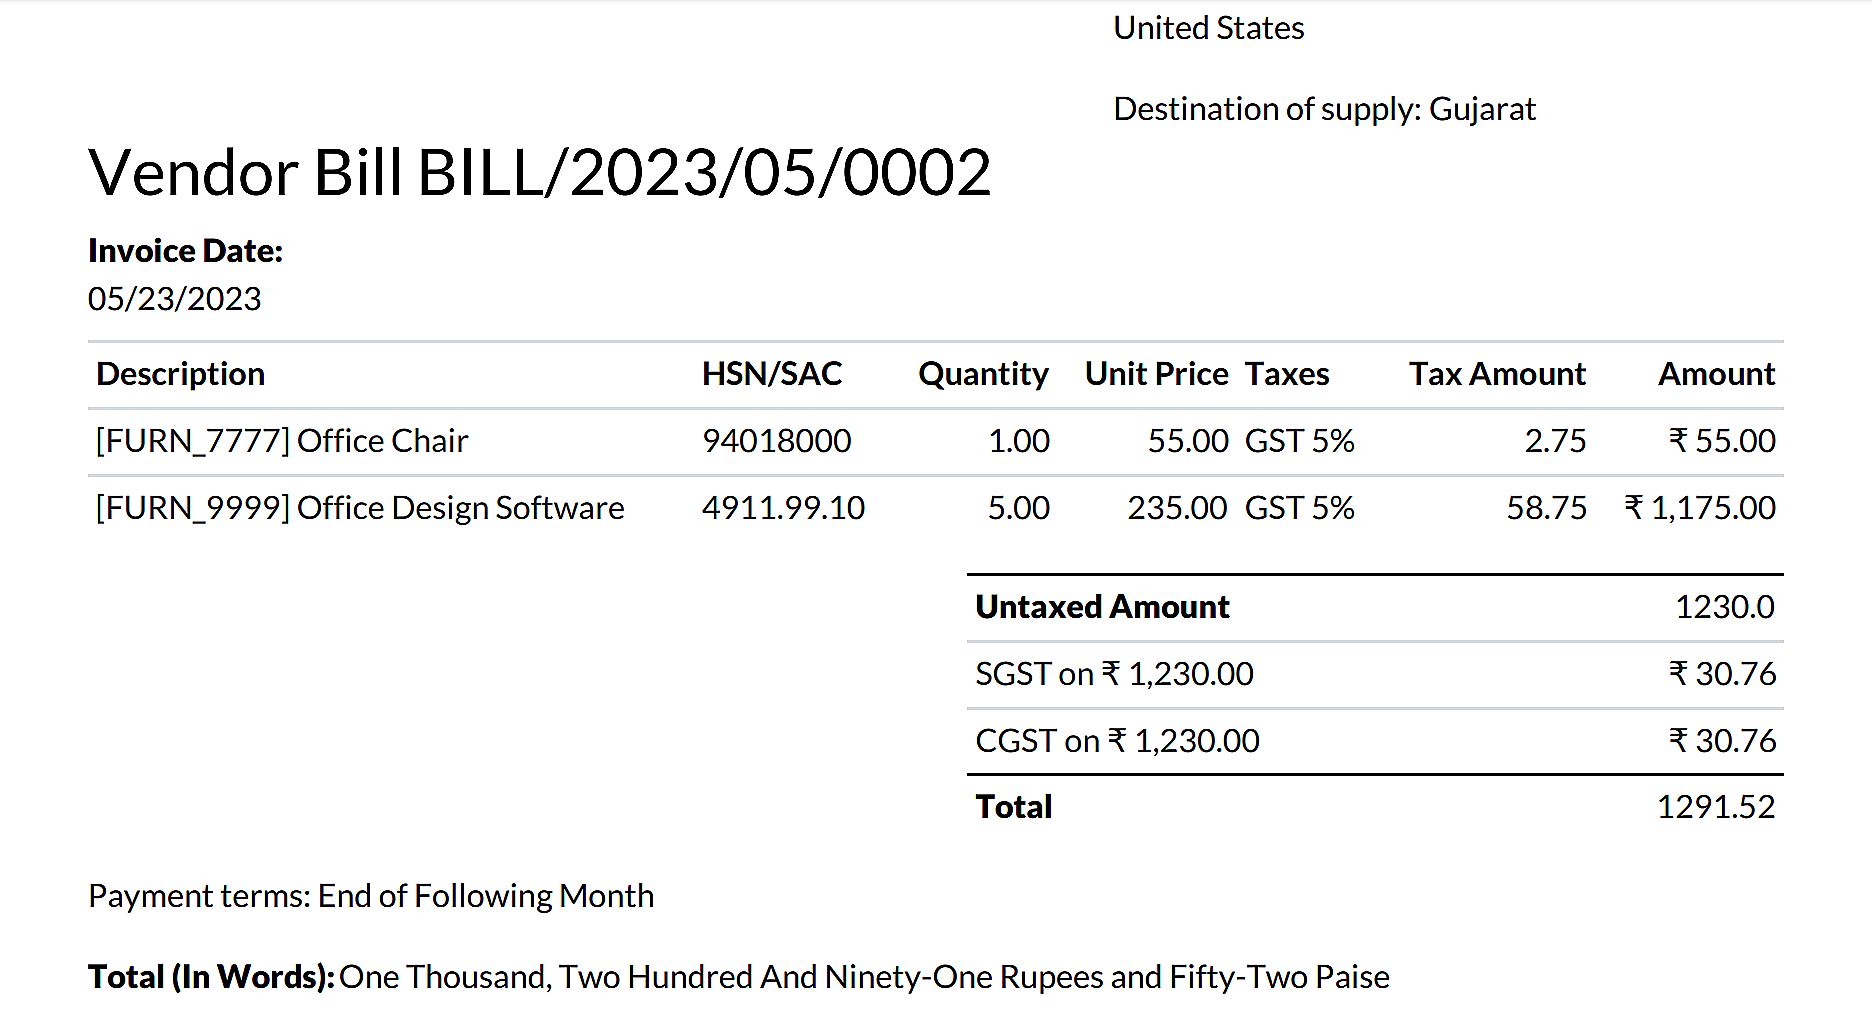 United States
Destination of supply: Gujarat
Vendor Bill BILL/2023/05/0002
Invoice Date:
05/23/2023
Description HSN/SAC Quantity Unit Price Taxes Tax Amount Amount
[FURN_7777] Office Chair 94018000 1.00 55.00 GST 5% 2.75 ₹ 55.00
[FURN_9999] Office Design Software 4911.99.10 5.00 235.00 GST 5% 58.75 ₹ 1,175.00
Untaxed Amount 1230.0
SGST on ₹ 1,230.00 ₹ 30.76
CGST on ₹ 1,230.00 ₹ 30.76
Total 1291.52
Payment terms: End of Following Month
Total (In Words): One Thousand, Two Hundred And Ninety-One Rupees and Fifty-Two Paise